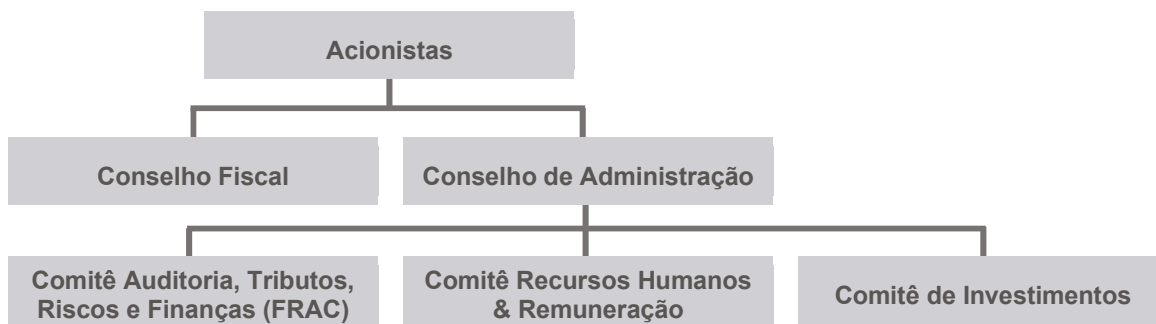 Acionistas
Conselho Fiscal
Conselho de Administração
Comitê Auditoria, Tributos,
Riscos e Finanças (FRAC)
Comitê Recursos Humanos
& Remuneração
Comitê de Investimentos